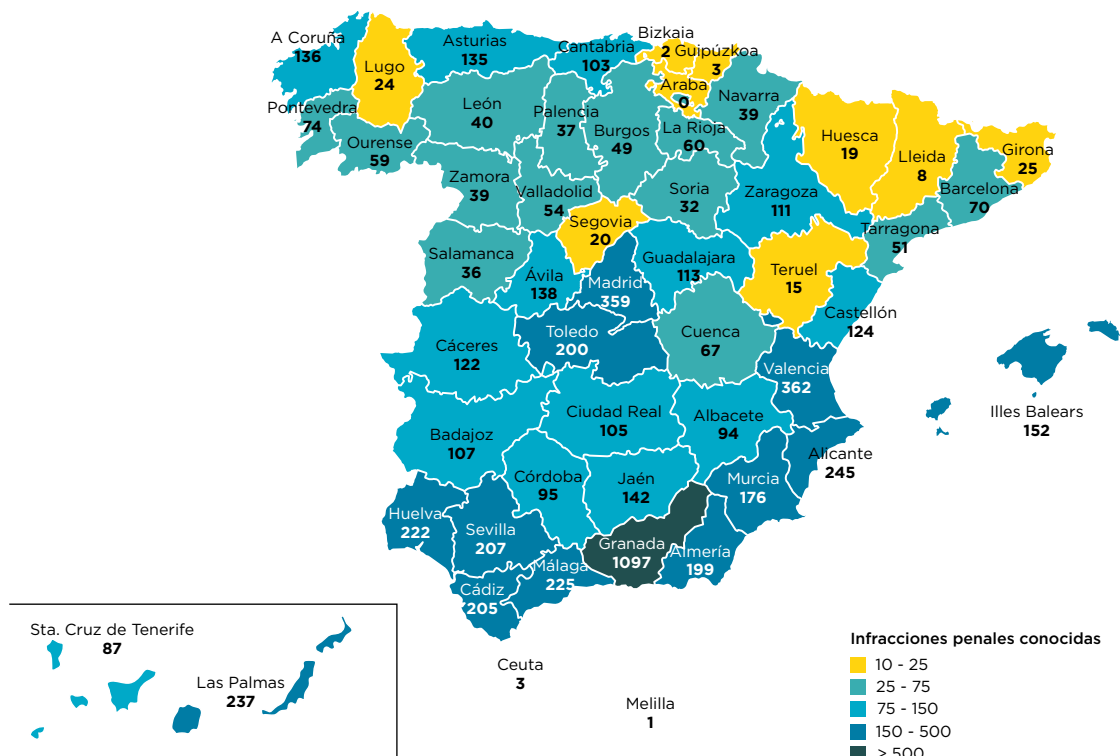 Bizkaia
2
Guipúzkoa
3
A Coruña
136
Asturias
135
Cantabria
103
Lugo
24
Araba
0
Navarra
39
León
40
Palencia
37
Pontevedra
74
Burgos
49
La Rioja
60
Huesca
19
Ourense
59
Lleida
8
Girona
25
Zamora
39
Valladolid
54
Soria
32
Zaragoza
111
Barcelona
70
Segovia
20
Tarragona
51
Salamanca
36
Ávila
138
Guadalajara
113
Teruel
15
Madrid
359
Castellón
124
Toledo
200
Cuenca
67
Cáceres
122
Valencia
362
Illes Balears
152
Ciudad Real
105
Albacete
94
Badajoz
107
Alicante
245
Córdoba
95
Jaén
142
Murcia
176
Huelva
222
Sevilla
207
Granada
1097
Almería
199
Málaga
225
Cádiz
205
Sta. Cruz de Tenerife
87
Las Palmas
237
Ceuta
3
Melilla
1
Infracciones penales conocidas
10 - 25
25 - 75
75 - 150
150 - 500
> 500